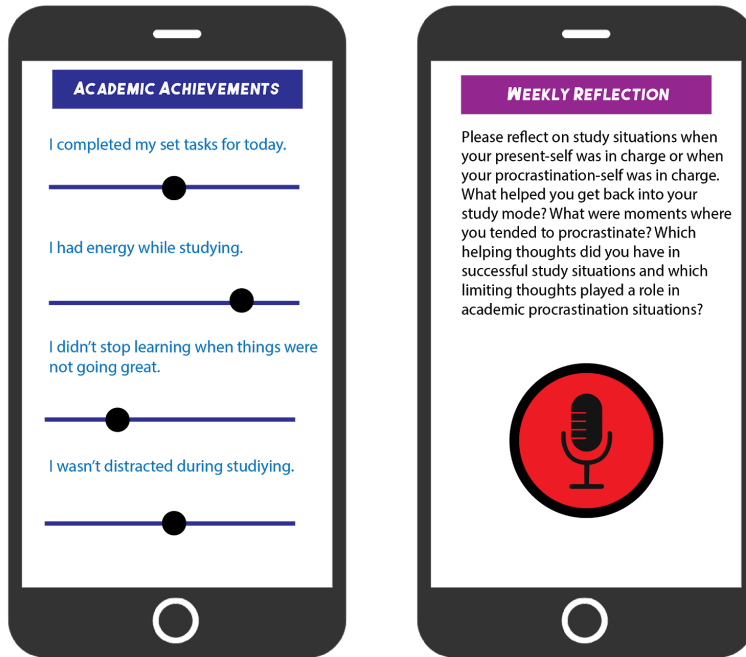 ACADEMIC ACHIEVEMENTS
I completed my set tasks for today.
I had energy while studying.
I didn’t stop learning when things were
not going great.
I wasn’t distracted during studiying.
WEEKLY REFLECTION
Please reflect on study situations when
your present-self was in charge or when
your procrastination-self was in charge.
What helped you get back into your
study mode? What were moments where
you tended to procrastinate? Which
helping thoughts did you have in
successful study situations and which
limiting thoughts played a role in
academic procrastination situations?